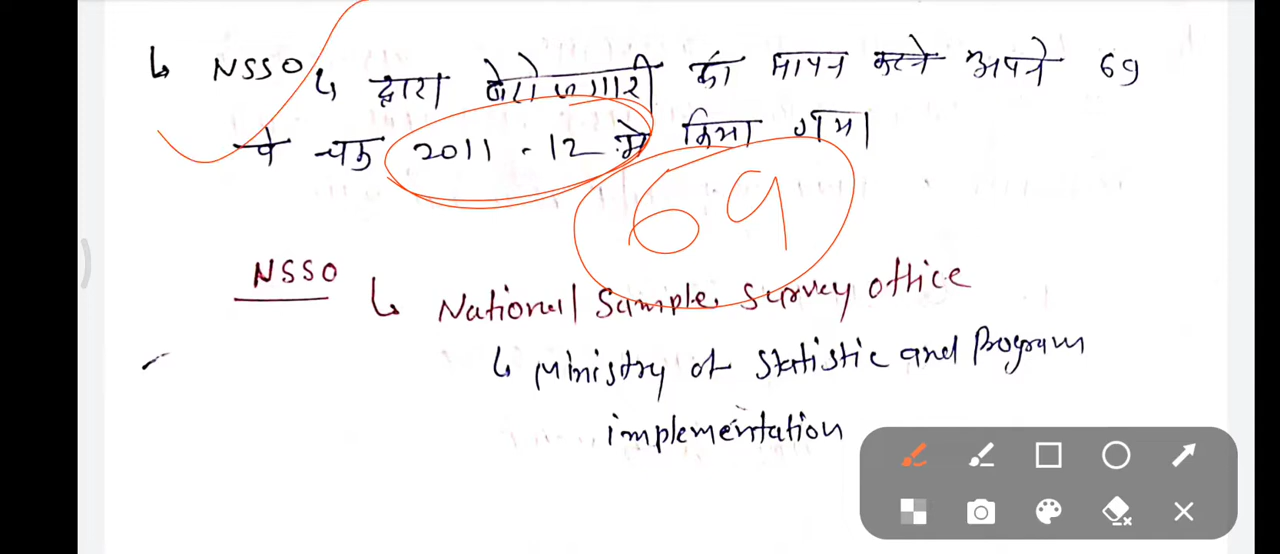 ↳ NSSO ↳ द्वारा बेरोजगारी का मापन करने अपने 69
वे चक्र 2011 - 12 में किया गया।
69
NSSO
↳ National Sample Survey office
↳ Ministry of Statistic and Program
implementation